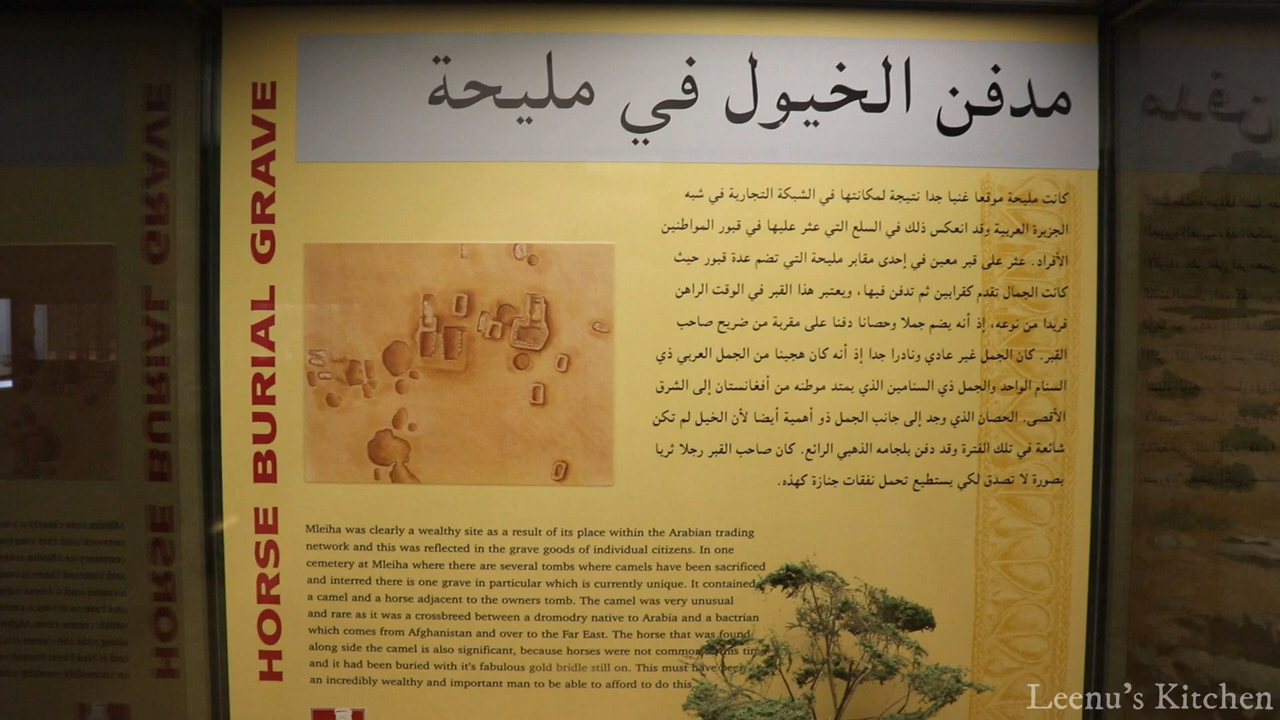 مدفن الخيول في مليحة
HORSE BURIAL GRAVE
كانت مليحة موقعا غنيا جدا نتيجة لمكانتها في الشبكة التجارية في شبه
الجزيرة العربية وقد انعكس ذلك في السلع التي عثر عليها في قبور المواطنين
الأفراد. عثر على قبر معين في إحدى مقابر مليحة التي تضم عدة قبور حيث
كانت الجمال تقدم كقرابين ثم تدفن فيها، ويعتبر هذا القبر في الوقت الراهن
فريدا من نوعه، إذ أنه يضم جملا وحصانا دفنا على مقربة من ضريح صاحب
القبر. كان الجمل غير عادي ونادرا جدا إذ أنه كان هجينا من الجمل العربي ذي
السنام الواحد والجمل ذي السنامين الذي يمتد موطنه من أفغانستان إلى الشرق
الأقصى. الحصان الذي وجد إلى جانب الجمل ذو أهمية أيضا لأن الخيل لم تكن
شائعة في تلك الفترة وقد دفن بلجامه الذهبي الرائع. كان صاحب القبر رجلا ثريا
بصورة لا تصدق لكي يستطيع تحمل نفقات جنازة كهذه.
Mleiha was clearly a wealthy site as a result of its place within the Arabian trading
network and this was reflected in the grave goods of individual citizens. In one
cemetery at Mleiha where there are several tombs where camels have been sacrificed
and interred there is one grave in particular which is currently unique. It contained
a camel and a horse adjacent to the owners tomb. The camel was very unusual
and rare as it was a crossbreed between a dromodry native to Arabia and a bactrian
which comes from Afghanistan and over to the Far East. The horse that was found
along side the camel is also significant, because horses were not common
and it had been buried with it's fabulous gold bridle still on. This must have been
an incredibly wealthy and important man to be able to afford to do this.
Leenu's Kitchen